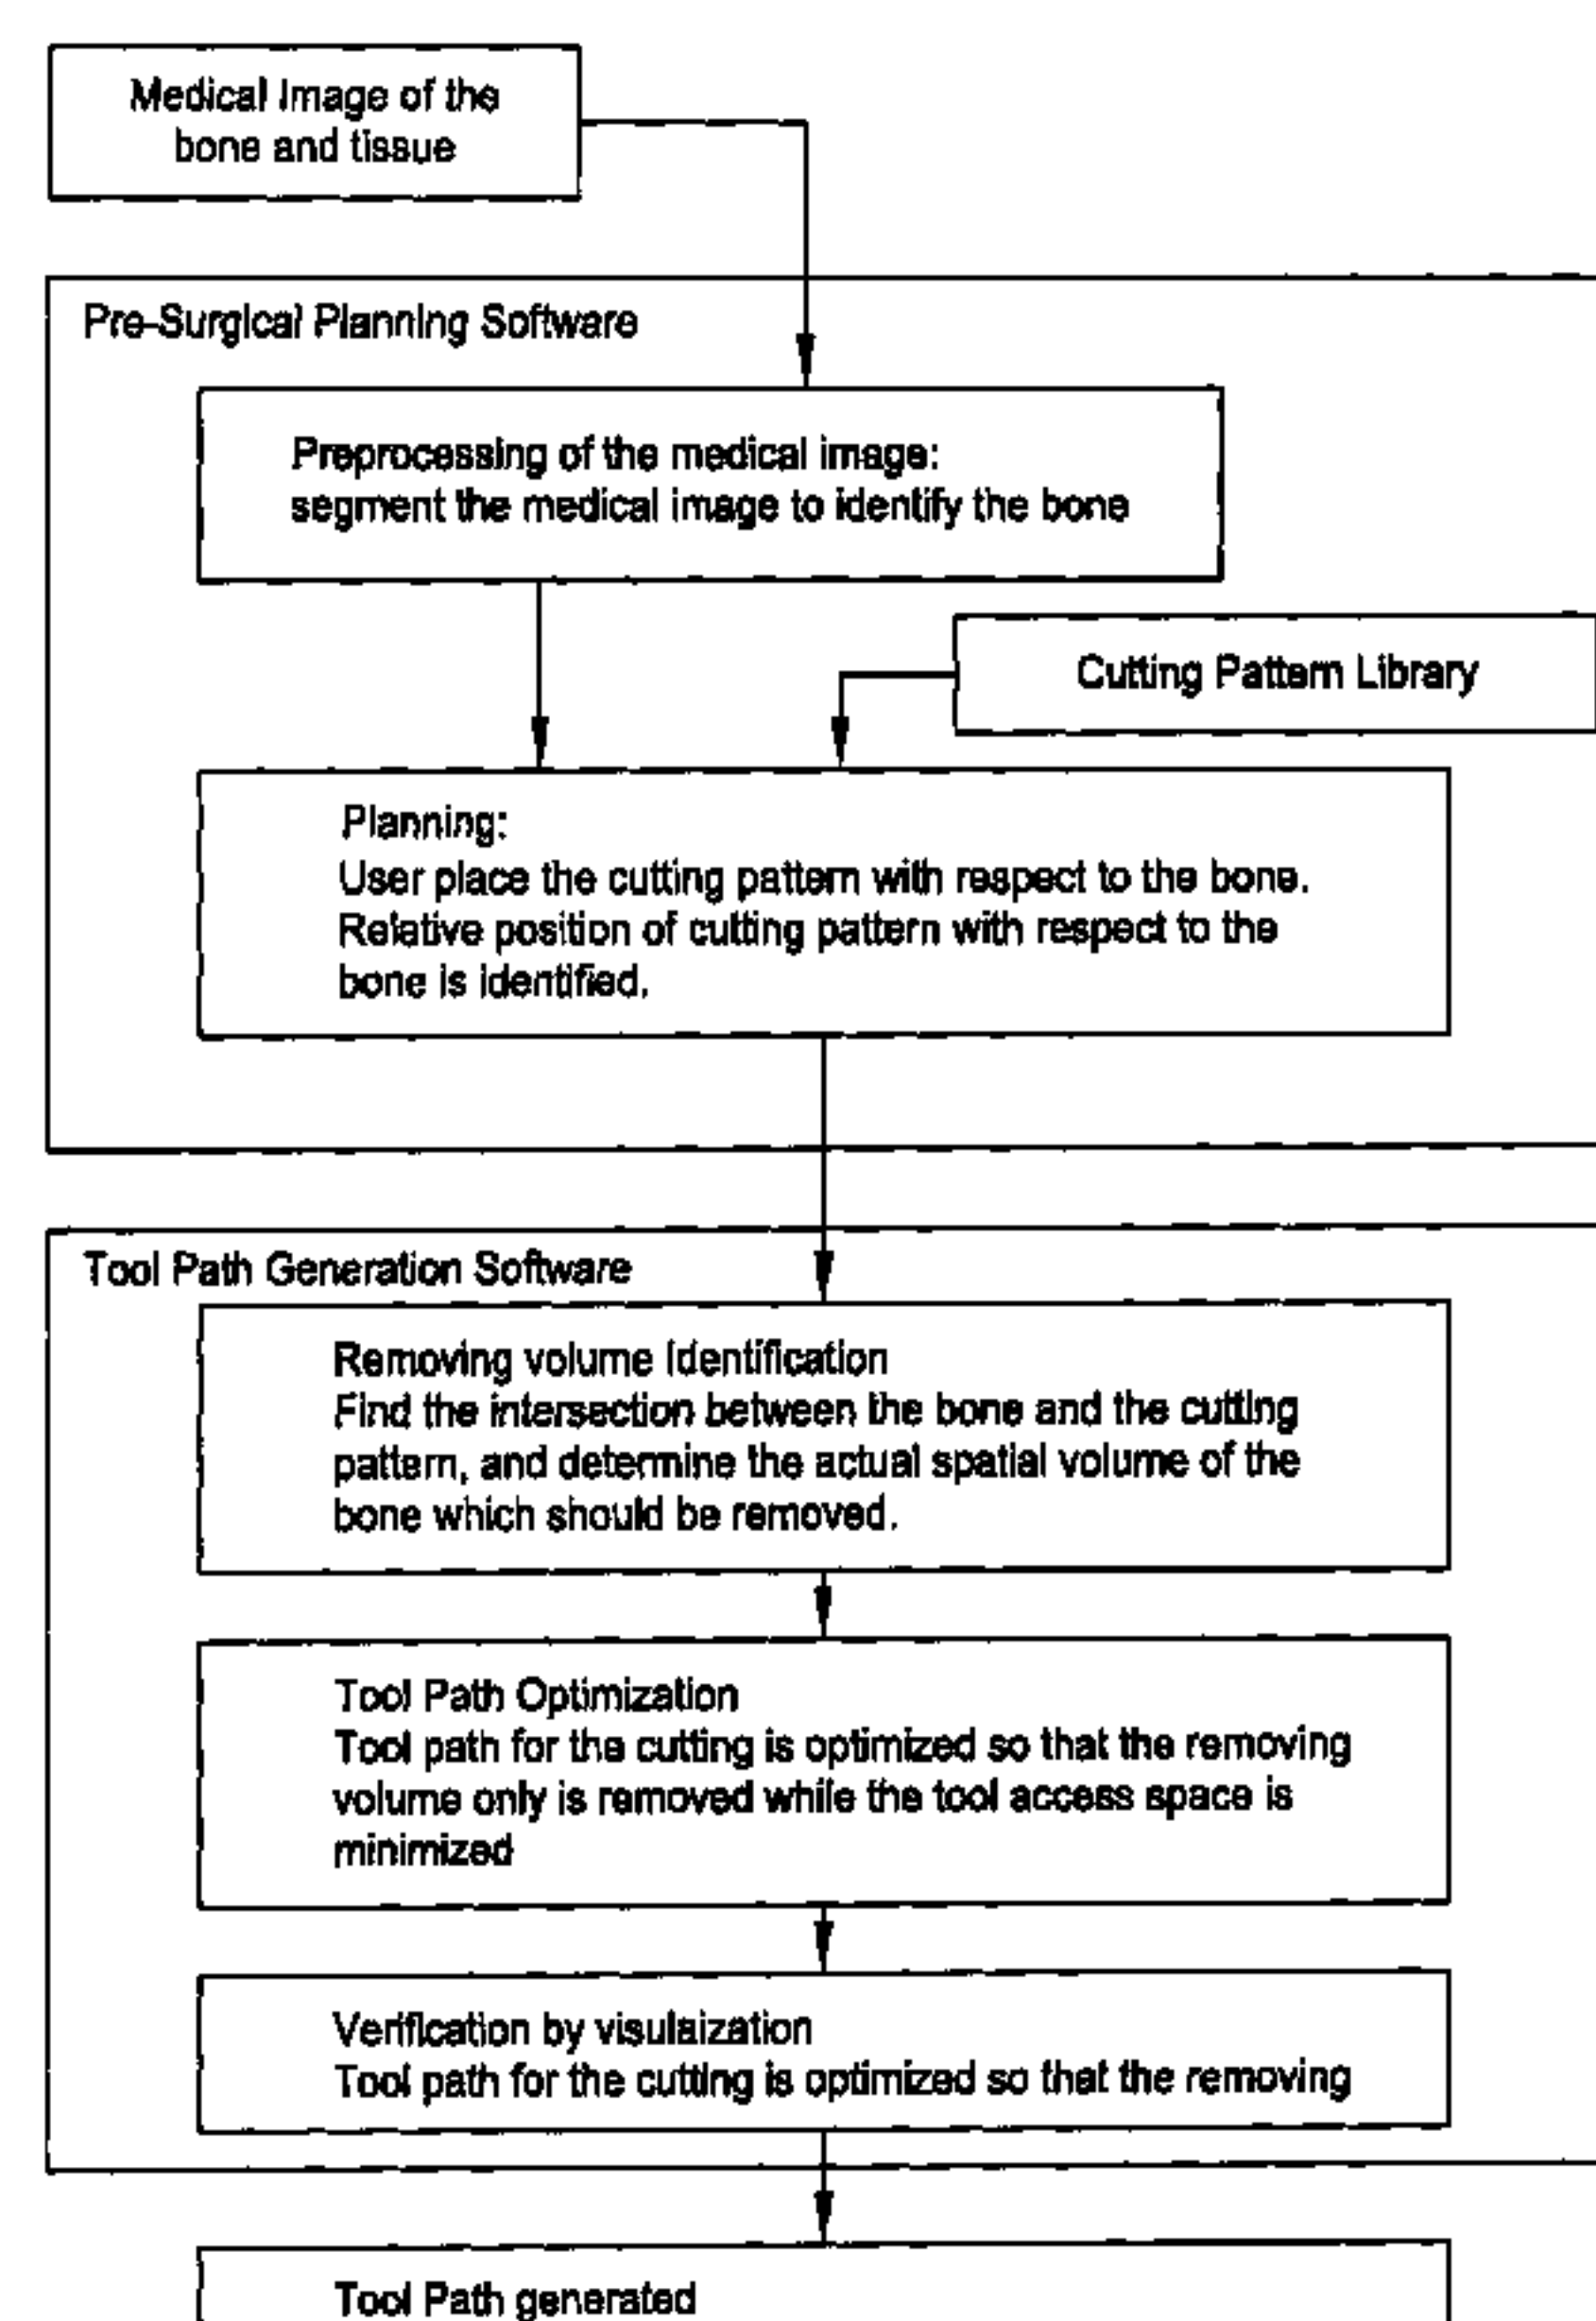 Medical Image of the
bone and tissue
Pre-Surgical Planning Software
Preprocessing of the medical image:
segment the medical image to identify the bone
Cutting Pattern Library
Planning:
User place the cutting pattern with respect to the bone.
Relative position of cutting pattern with respect to the
bone is identified.
Tool Path Generation Software
Removing volume Identification
Find the intersection between the bone and the cutting
pattern, and determine the actual spatial volume of the
bone which should be removed.
Tool Path Optimization
Tool path for the cutting is optimized so that the removing
volume only is removed while the tool access space is
minimized
Verification by visulaization
Tool path for the cutting is optimized so that the removing
Tool Path generated